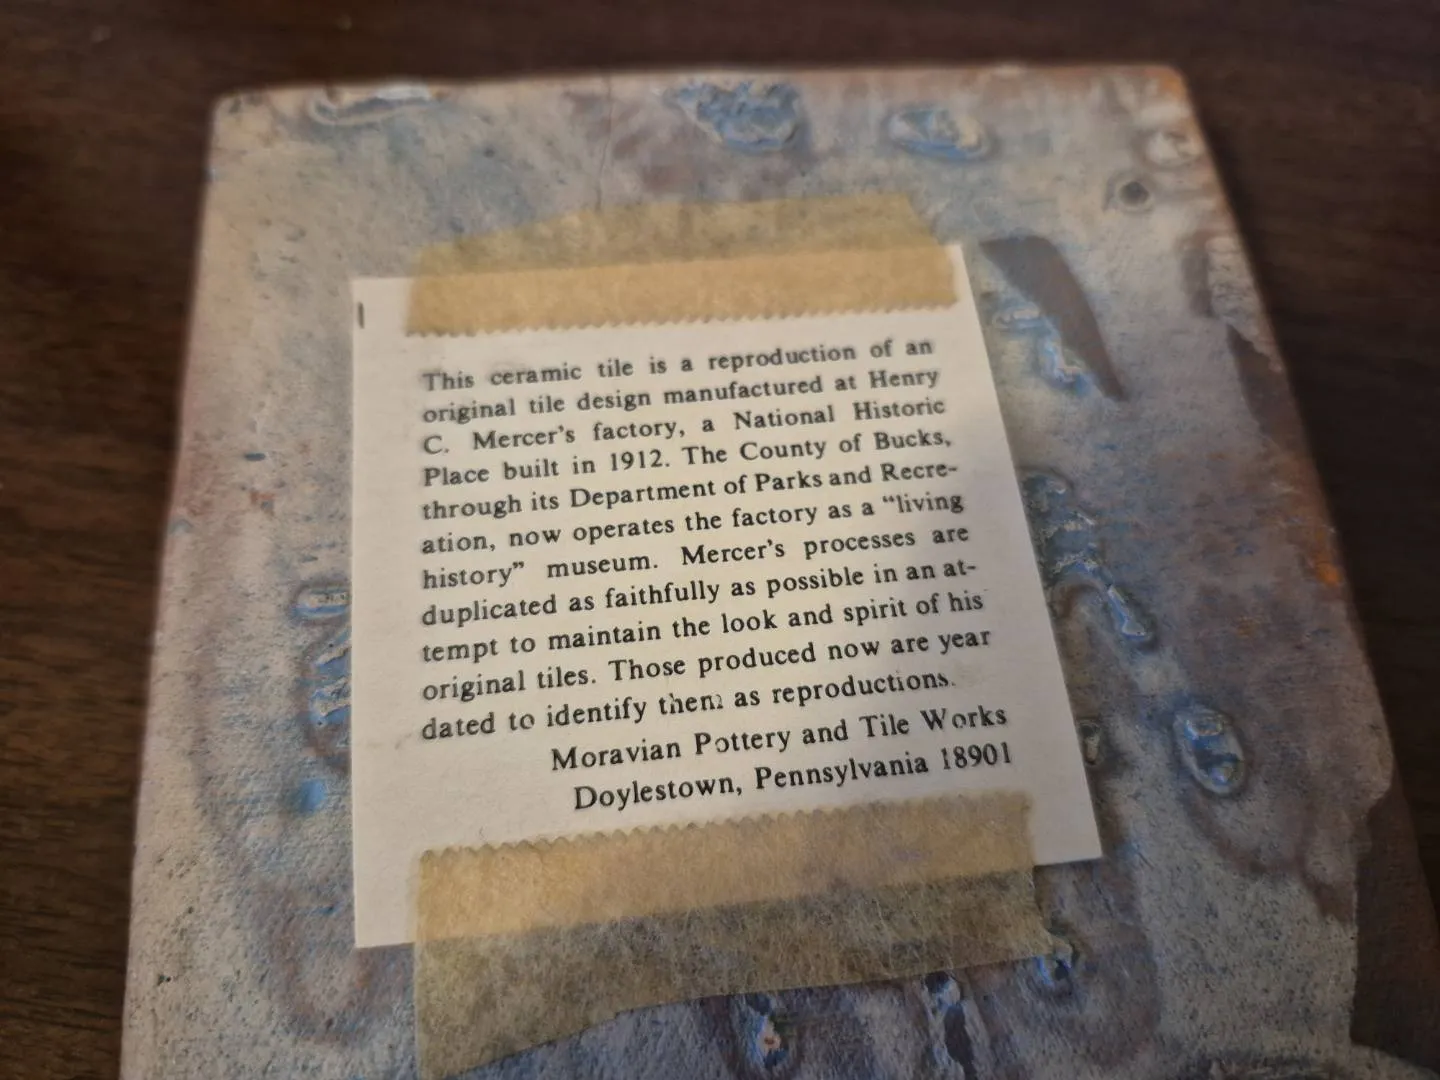 This ceramic tile is a reproduction of an
original tile design manufactured at Henry
C. Mercer's factory, a National Historic
Place built in 1912. The County of Bucks,
through its Department of Parks and Recre-
ation, now operates the factory as a “living
history” museum. Mercer's processes are
duplicated as faithfully as possible in an at-
tempt to maintain the look and spirit of his
original tiles. Those produced now are year
dated to identify them as reproductions.
Moravian Pottery and Tile Works
Doylestown, Pennsylvania 18901